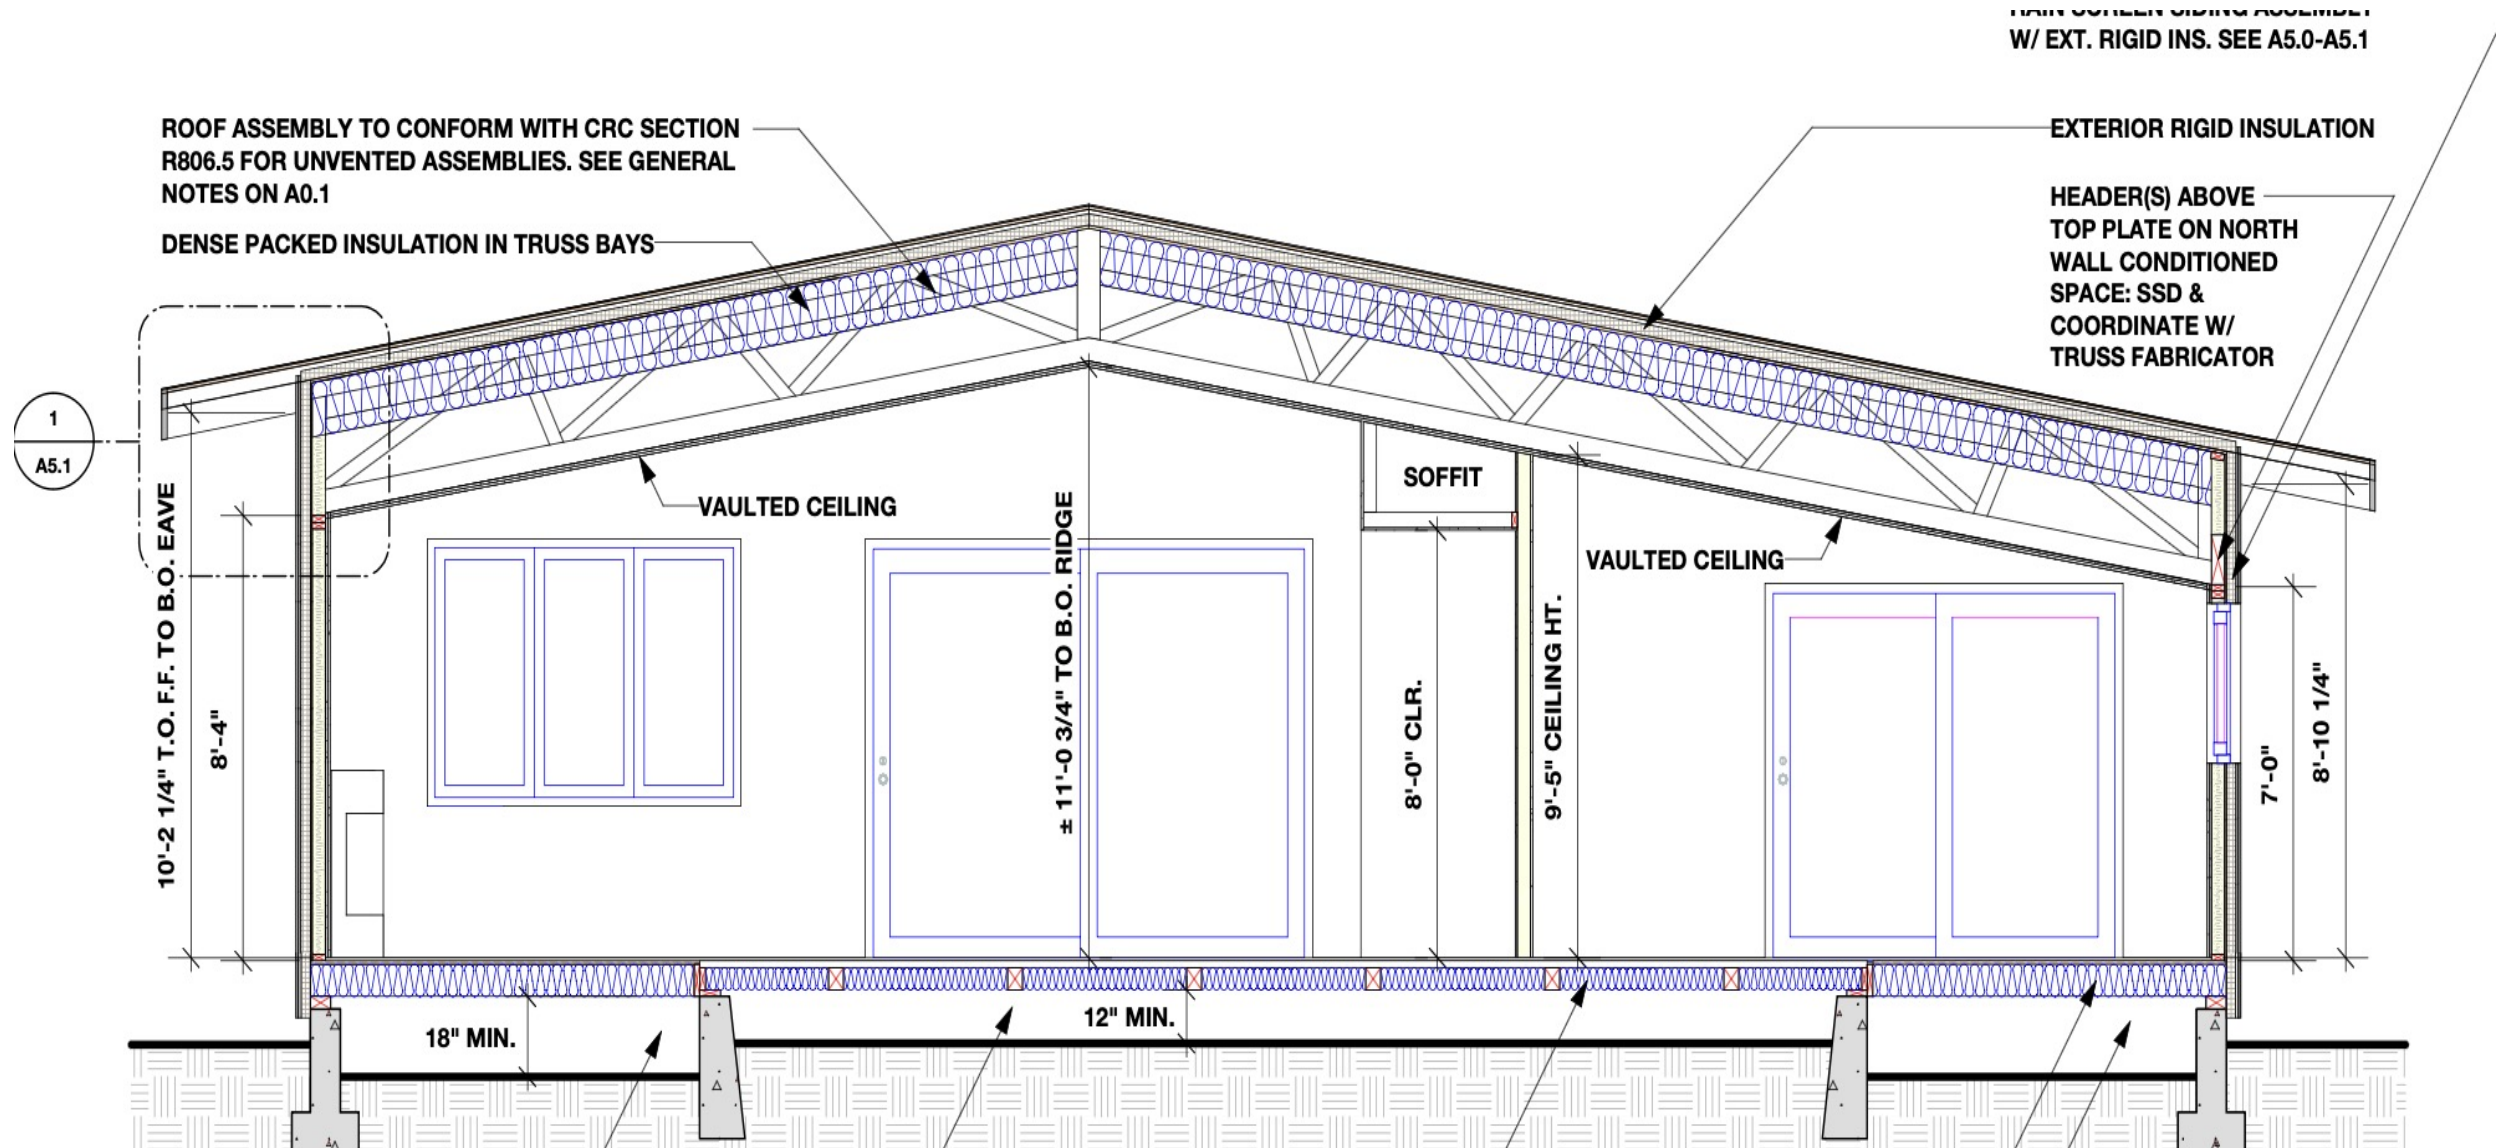 RAIN SCREEN SIDING ASSEMBLY
W/ EXT. RIGID INS. SEE A5.0-A5.1
ROOF ASSEMBLY TO CONFORM WITH CRC SECTION
R806.5 FOR UNVENTED ASSEMBLIES. SEE GENERAL
NOTES ON A0.1
DENSE PACKED INSULATION IN TRUSS BAYS
EXTERIOR RIGID INSULATION
HEADER(S) ABOVE
TOP PLATE ON NORTH
WALL CONDITIONED
SPACE: SSD &
COORDINATE W/
TRUSS FABRICATOR
1
A5.1
VAULTED CEILING
SOFFIT
VAULTED CEILING
10'-2 1/4" T.O. F.F. TO B.O. EAVE
8'-4"
± 11'-0 3/4" TO B.O. RIDGE
8'-0" CLR.
9'-5" CEILING HT.
7'-0"
8'-10 1/4"
18" MIN.
12" MIN.